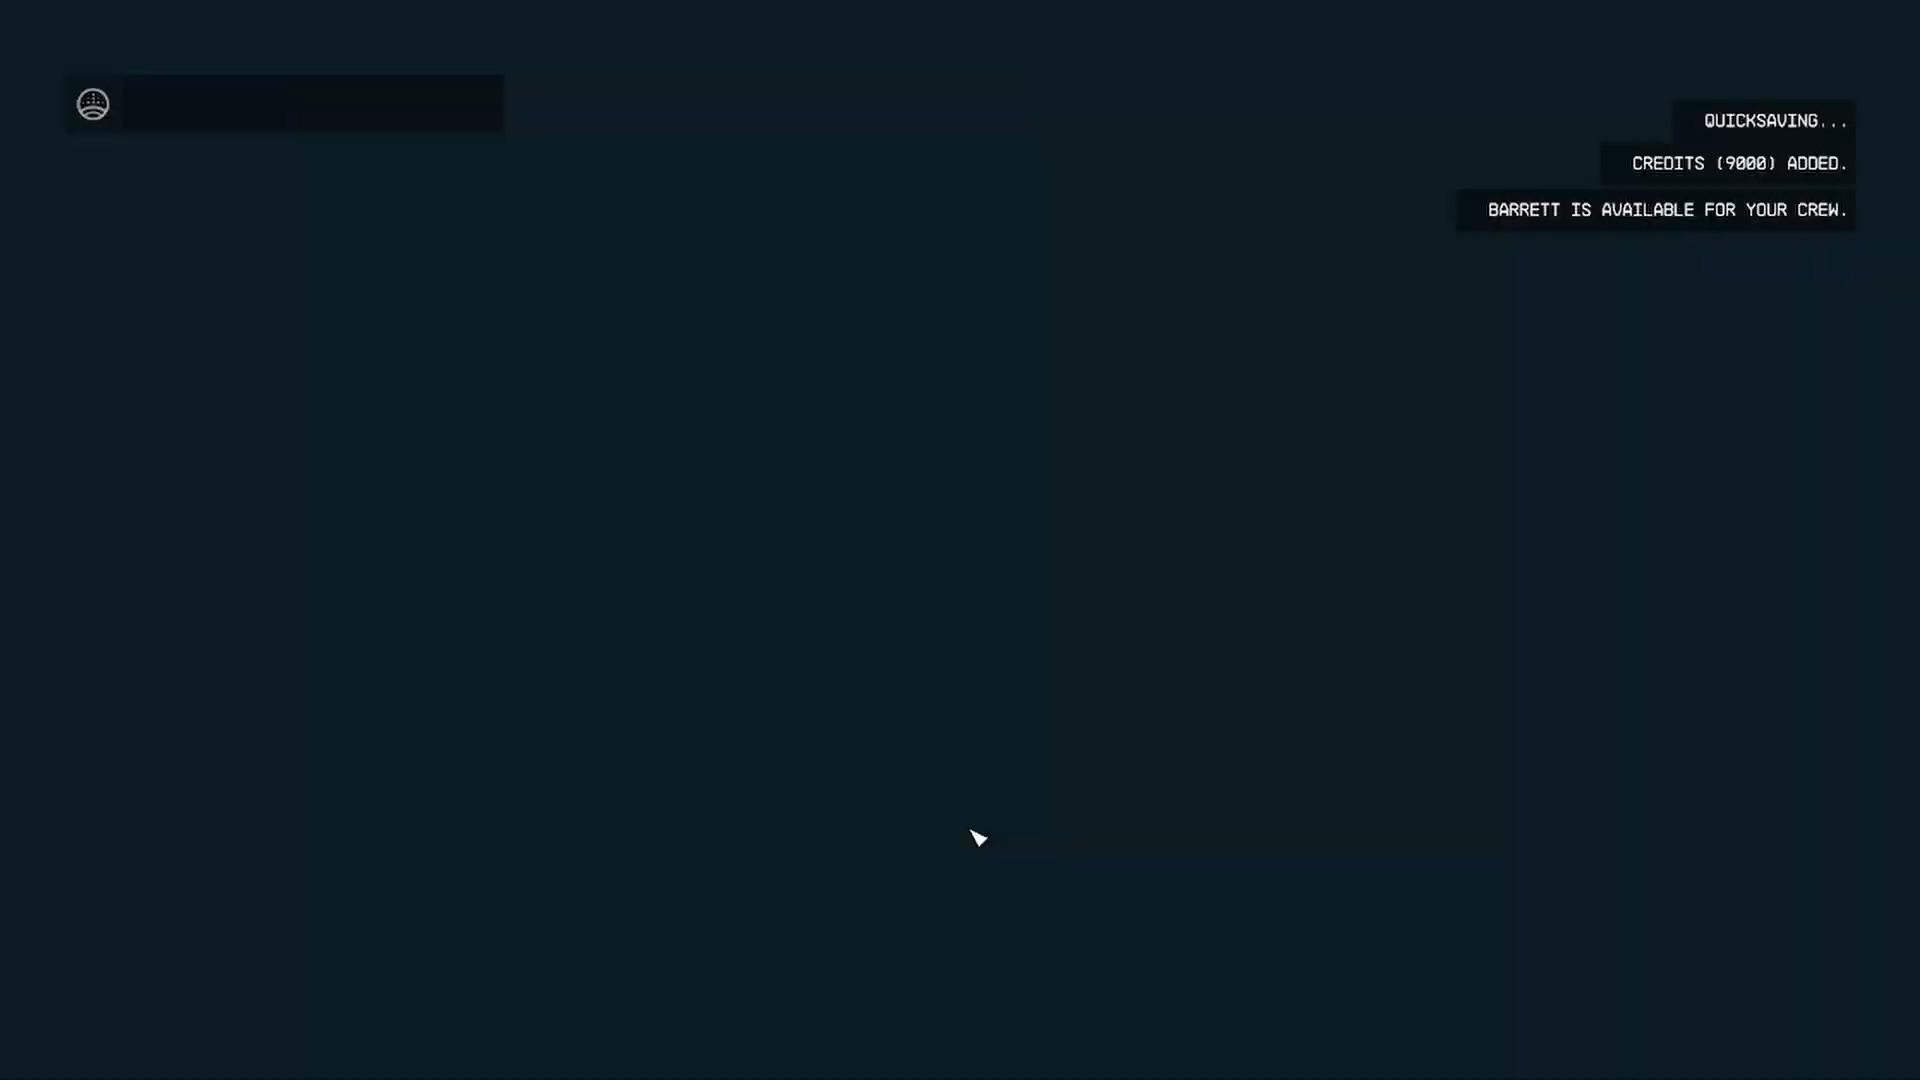 QUICKSAVING...
CREDITS (9000) ADDED.
BARRETT IS AVAILABLE FOR YOUR CREW.